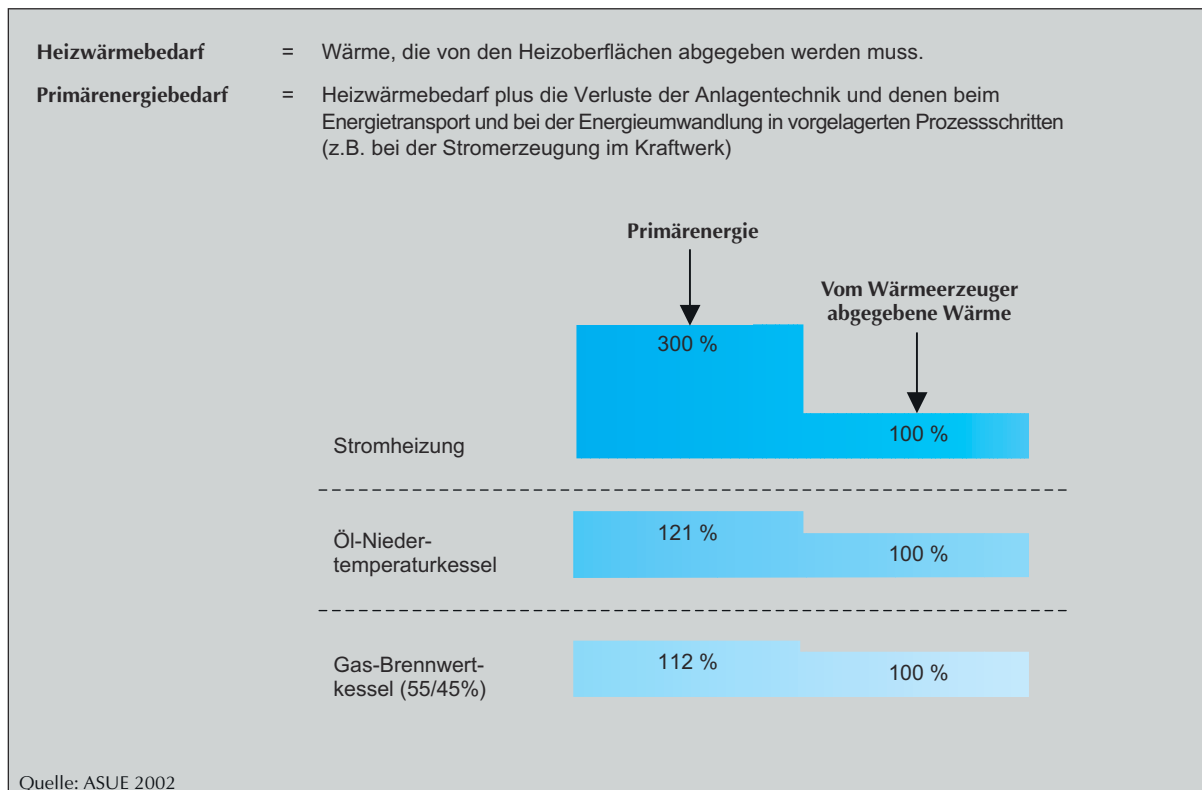 Heizwärmebedarf = Wärme, die von den Heizoberflächen abgegeben werden muss.
Primärenergiebedarf = Heizwärmebedarf plus die Verluste der Anlagentechnik und denen beim
Energietransport und bei der Energieumwandlung in vorgelagerten Prozessschritten
(z.B. bei der Stromerzeugung im Kraftwerk)
Primärenergie
Vom Wärmeerzeuger
abgegebene Wärme
300 %
Stromheizung
100 %
Öl-Nieder-
temperaturkessel
121 %
100 %
Gas-Brennwert-
kessel (55/45%)
112 %
100 %
Quelle: ASUE 2002